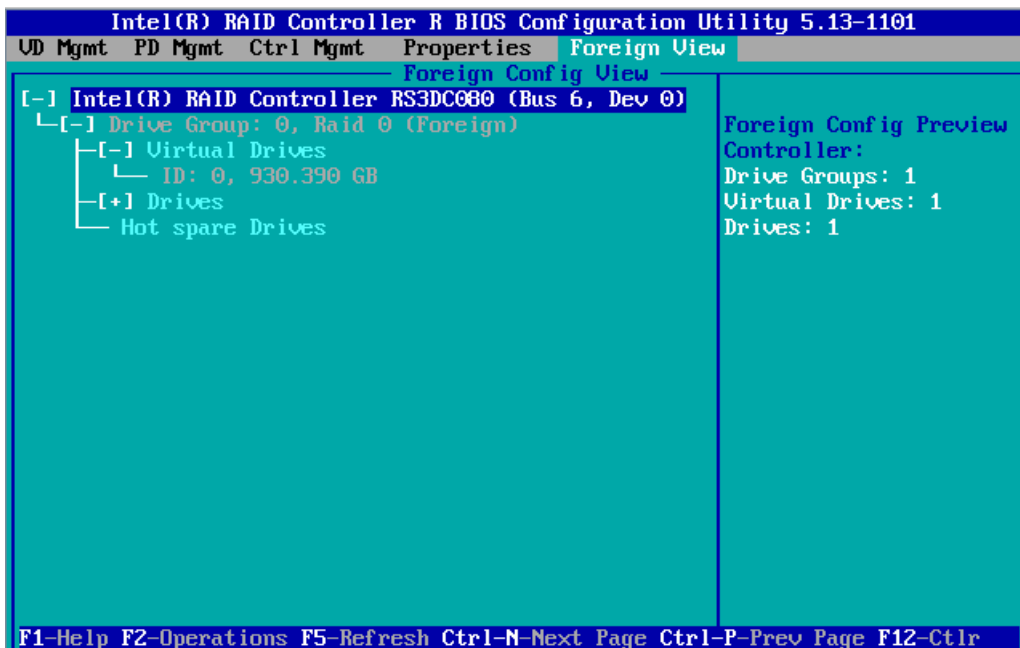 Intel(R) RAID Controller R BIOS Configuration Utility 5.13-1101
VD Mgmt PD Mgmt Ctrl Mgmt Properties Foreign View
Foreign Config View
[-] Intel(R) RAID Controller RS3DC080 (Bus 6, Dev 0)
[-] Drive Group: 0, Raid 0 (Foreign)
[-] Virtual Drives
ID: 0, 930.390 GB
[+] Drives
Hot spare Drives
Foreign Config Preview
Controller:
Drive Groups: 1
Virtual Drives: 1
Drives: 1
F1-Help F2-Operations F5-Refresh Ctrl-N-Next Page Ctrl-P-Prev Page F12-Ctlr